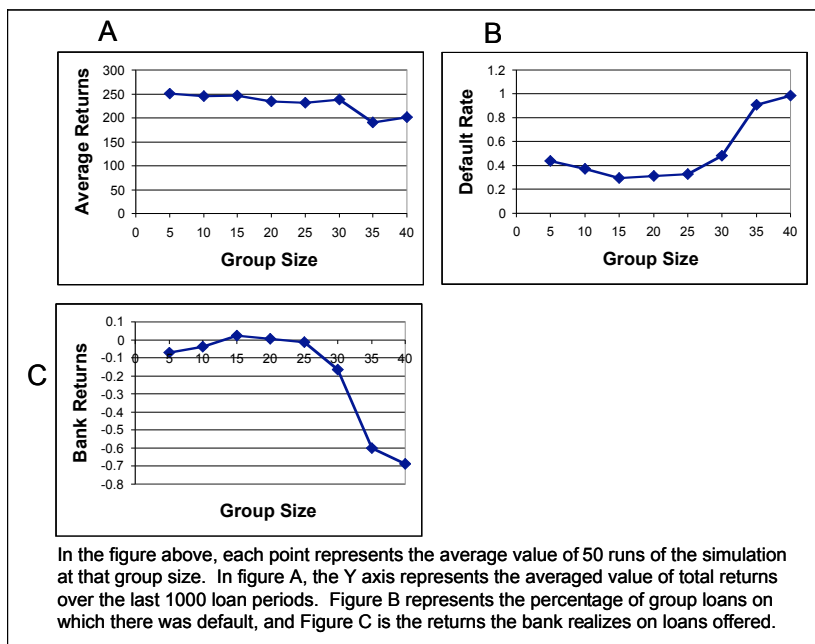 A
300
250
200
150
100
50
0
Average Returns
0 5 10 15 20 25 30 35 40
Group Size
B
1.2
1
0.8
0.6
0.4
0.2
0
Default Rate
0 5 10 15 20 25 30 35 40
Group Size
C
0.1
0
-0.1
-0.2
-0.3
-0.4
-0.5
-0.6
-0.7
-0.8
Bank Returns
0 5 10 15 20 25 30 35 40
Group Size
In the figure above, each point represents the average value of 50 runs of the simulation
at that group size. In figure A, the Y axis represents the averaged value of total returns
over the last 1000 loan periods. Figure B represents the percentage of group loans on
which there was default, and Figure C is the returns the bank realizes on loans offered.